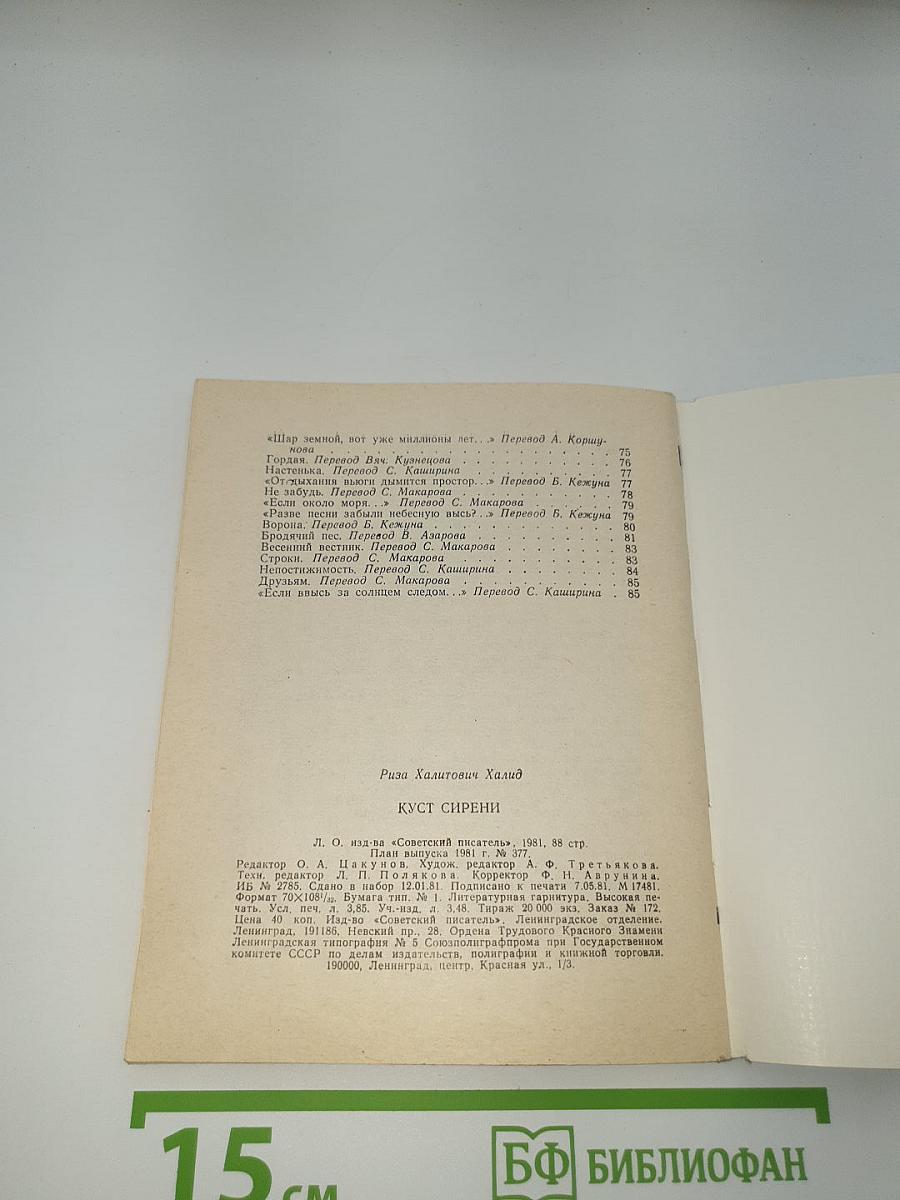 «Шар земной, вот уже миллионы лет. . .» Перевод А. Коршу-
нова . . . . . . . . . . . . . . . . . . . . 75
Гордая. Перевод Вяч. Кузнецова . . . . . . . . . . 76
Настенька. Перевод С. Каширина . . . . . . . . . . 77
«От дыхания вьюги дымится простор. . .» Перевод Б. Кежуна 77
Не забудь. Перевод С. Макарова . . . . . . . . . . 78
«Если около моря. . .» Перевод С. Макарова . . . . . . 79
«Разве песни забыли небесную высь?. .» Перевод Б. Кежуна 79
Ворона. Перевод Б. Кежуна . . . . . . . . . . . . 80
Бродячий пес. Перевод В. Азарова . . . . . . . . . 81
Весенний вестник. Перевод С. Макарова . . . . . . . . 83
Строки. Перевод С. Макарова . . . . . . . . . . . 83
Непостижимость. Перевод С. Каширина . . . . . . . . 84
Друзьям. Перевод С. Макарова . . . . . . . . . . . 85
«Если ввысь за солнцем следом. . .» Перевод С. Каширина . 85
Риза Халитович Халид
КУСТ СИРЕНИ
Л. О. изд-ва «Советский писатель», 1981, 88 стр.
План выпуска 1981 г. № 377.
Редактор О. А. Цакунов. Худож. редактор А. Ф. Третьякова.
Техн. редактор Л. П. Полякова. Корректор Ф. Н. Аврунина.
ИБ № 2785. Сдано в набор 12.01.81. Подписано к печати 7.05.81. М 17481.
Формат 70×108¹/₃₂. Бумага тип. № 1. Литературная гарнитура. Высокая пе-
чать. Усл. печ. л. 3,85. Уч.-изд. л. 3,48. Тираж 20 000 экз. Заказ № 172.
Цена 40 коп. Изд-во «Советский писатель». Ленинградское отделение.
Ленинград, 191186, Невский пр., 28. Ордена Трудового Красного Знамени
Ленинградская типография № 5 Союзполиграфпрома при Государственном
комитете СССР по делам издательств, полиграфии и книжной торговли.
190000, Ленинград, центр, Красная ул., 1/3.
15 см
БФ БИБЛИОФАН